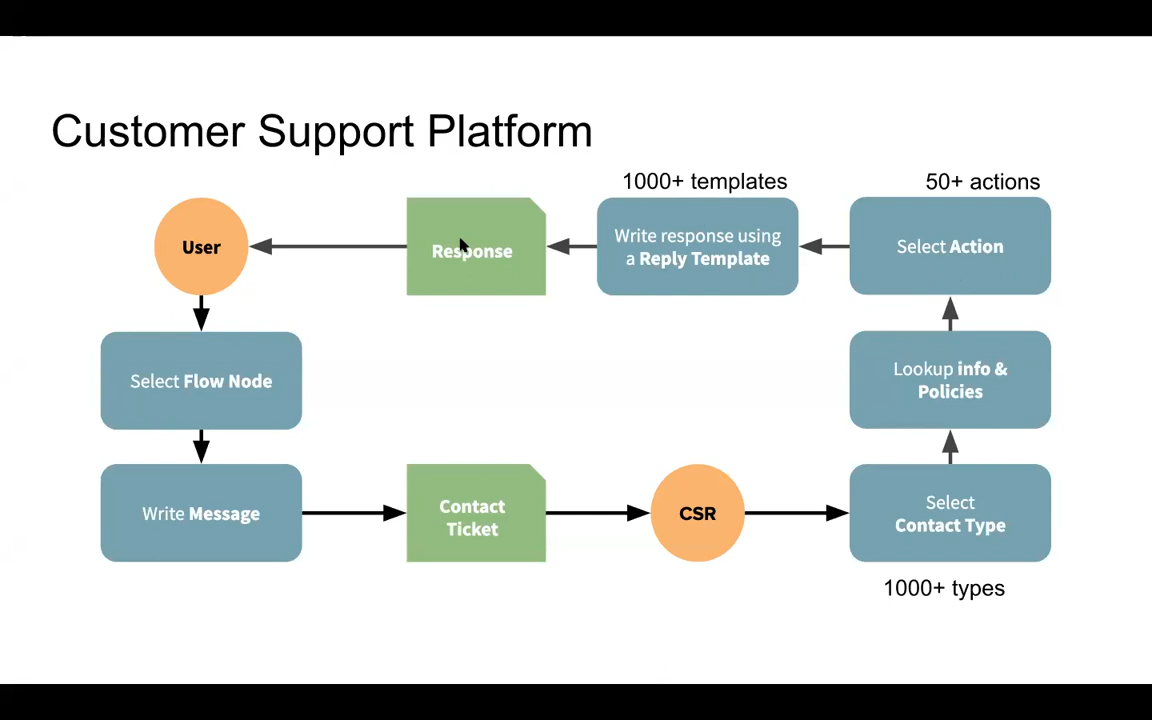 Customer Support Platform
1000+ templates
50+ actions
User
Response
Write response using
a Reply Template
Select Action
Select Flow Node
Lookup info &
Policies
Write Message
Contact
Ticket
CSR
Select
Contact Type
1000+ types